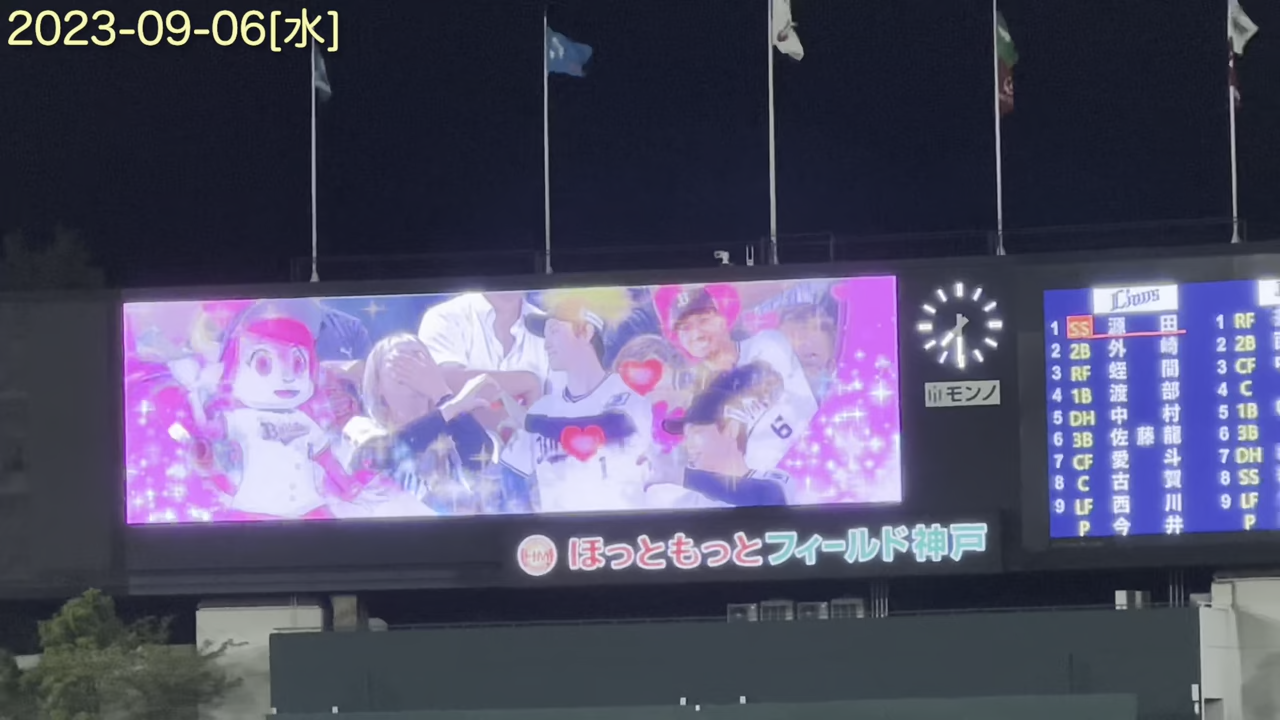 2023-09-06[水]
Lions
1 SS 源田
2 2B 外崎
3 RF 蛭間
4 1B 渡部
5 DH 中村
6 3B 佐藤龍
7 CF 愛斗
8 C 古賀
9 LF 西川
P 今井
1 RF
2 2B
3 CF
4 C
5 1B
6 3B
7 DH
8 SS
9 LF
P
6
モンノ
HM ほっともっとフィールド神戸